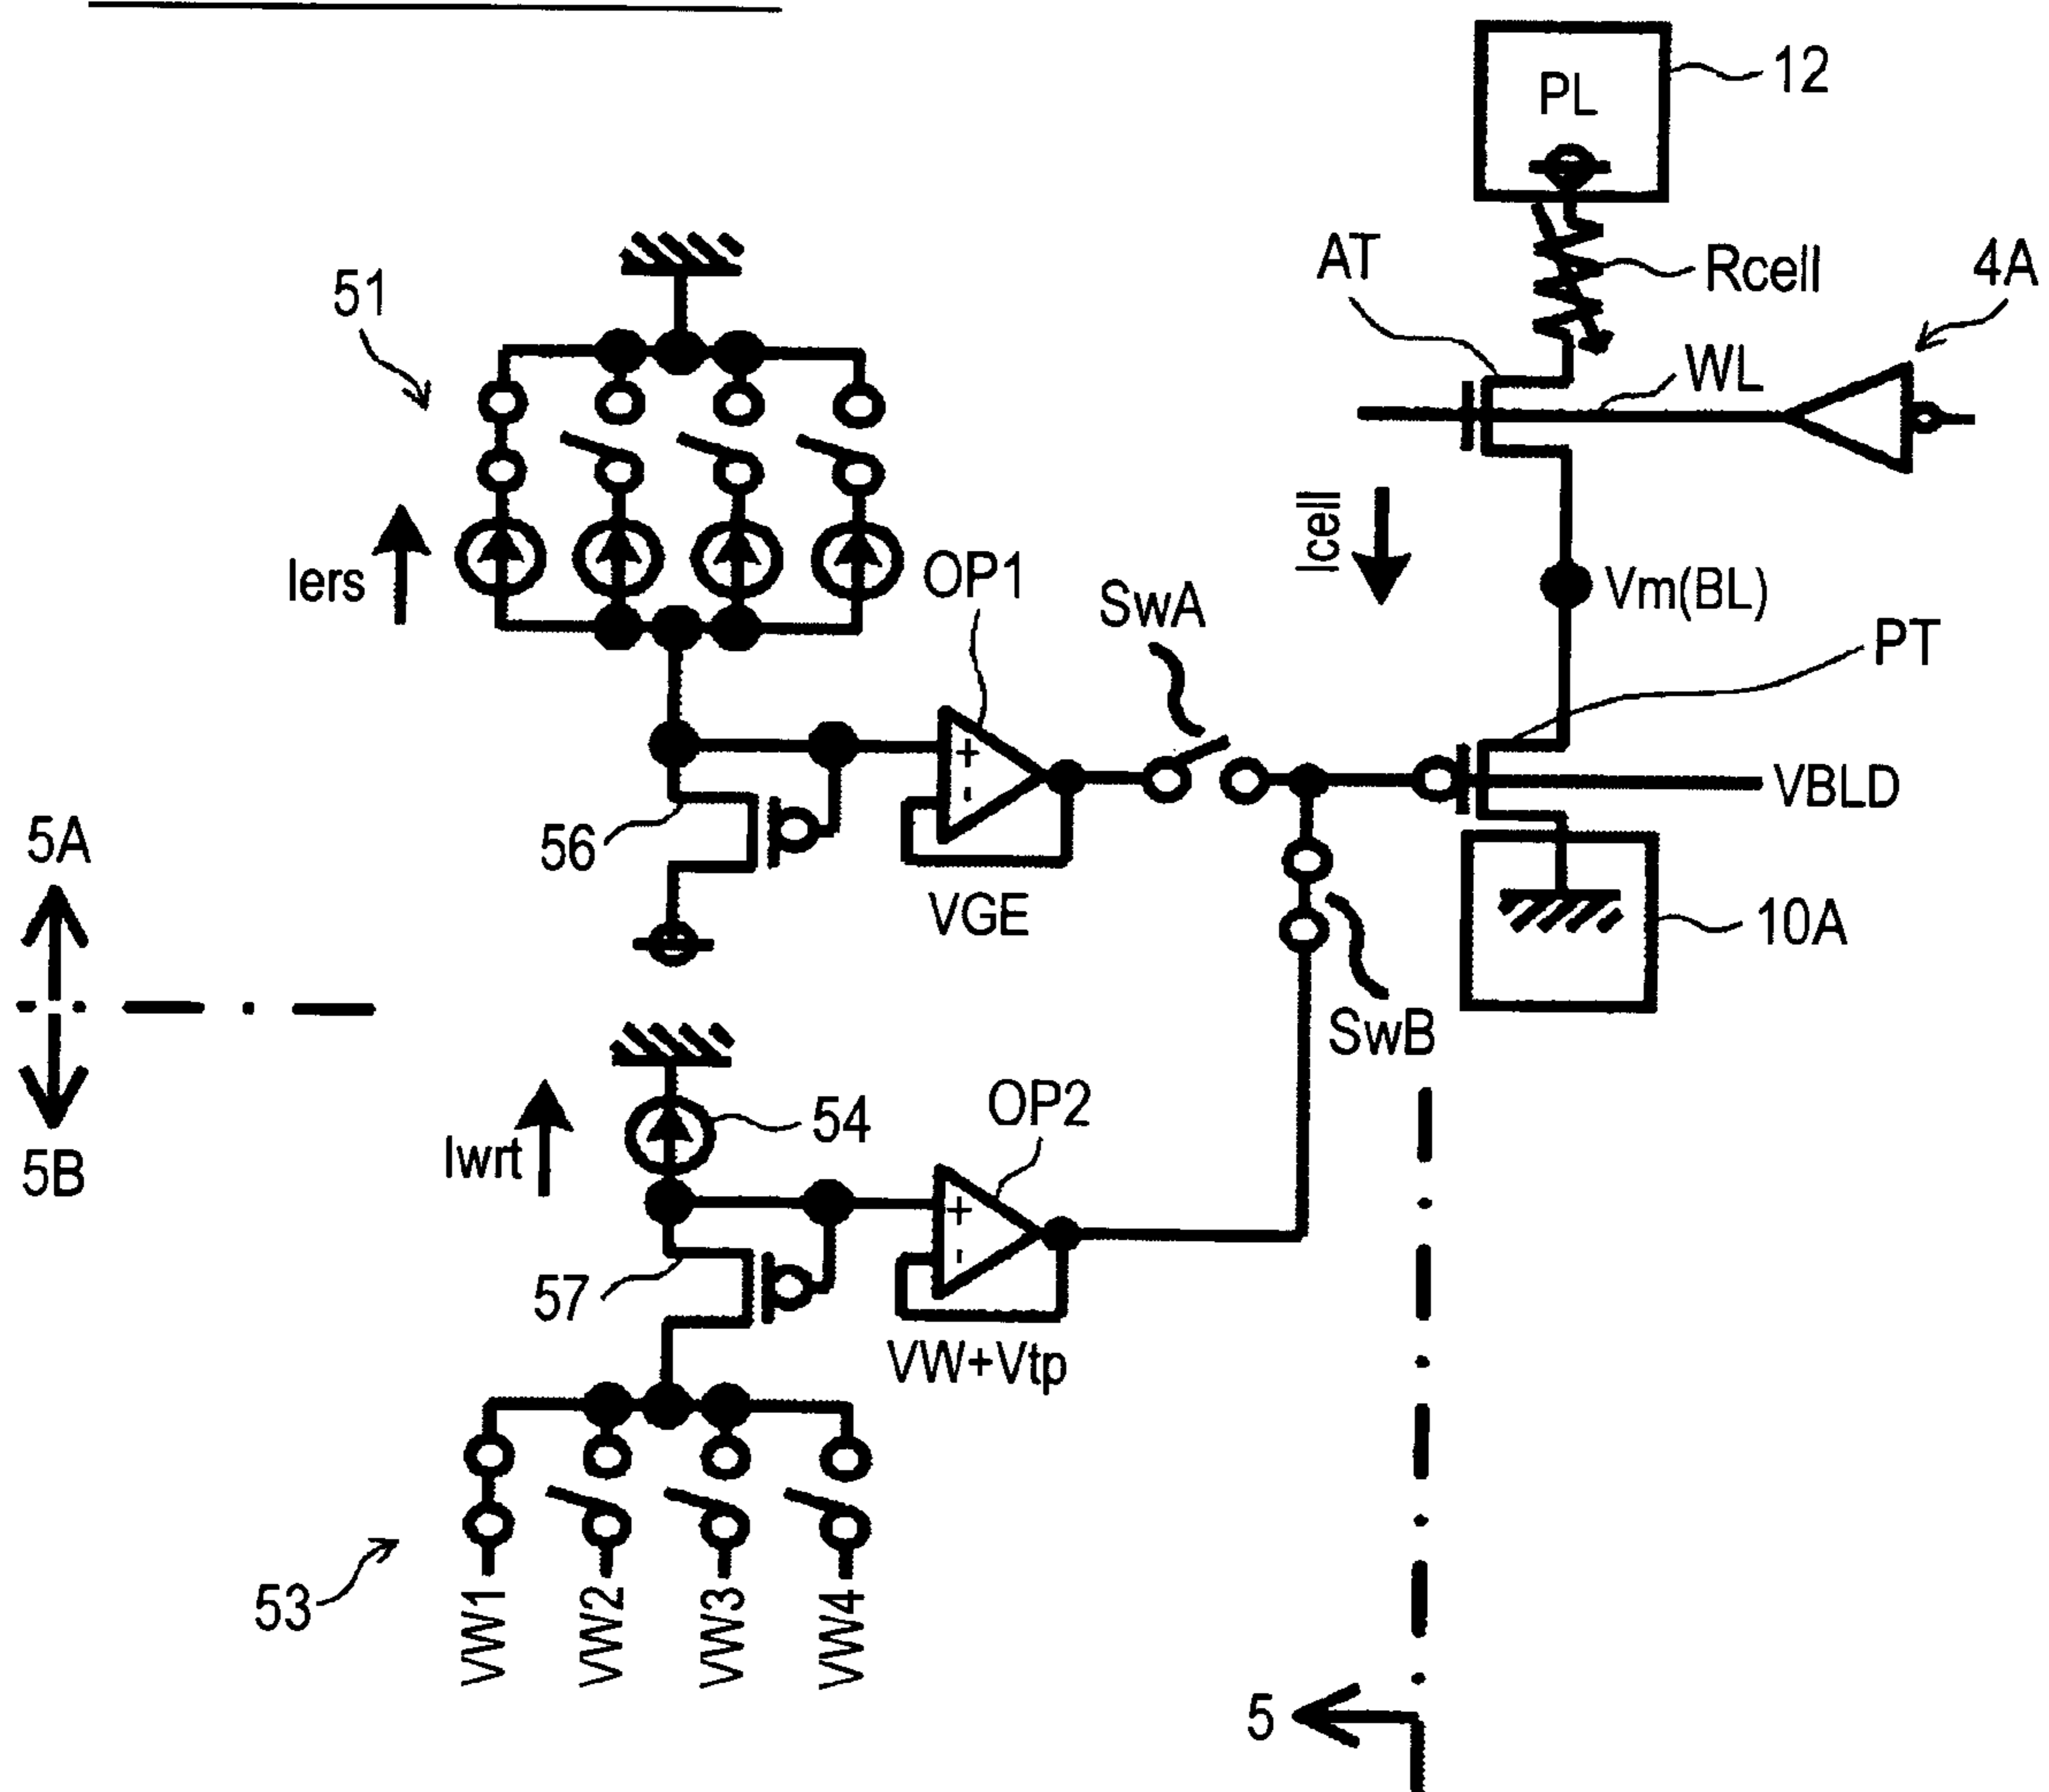 12
PL
AT
Rcell
4A
51
WL
Icell
Iers
OP1
SwA
Vm(BL)
PT
+
-
VBLD
56
5A
VGE
10A
SwB
OP2
54
Iwrt
5B
+
-
57
VW+Vtp
53
VW1
VW2
VW3
VW4
5